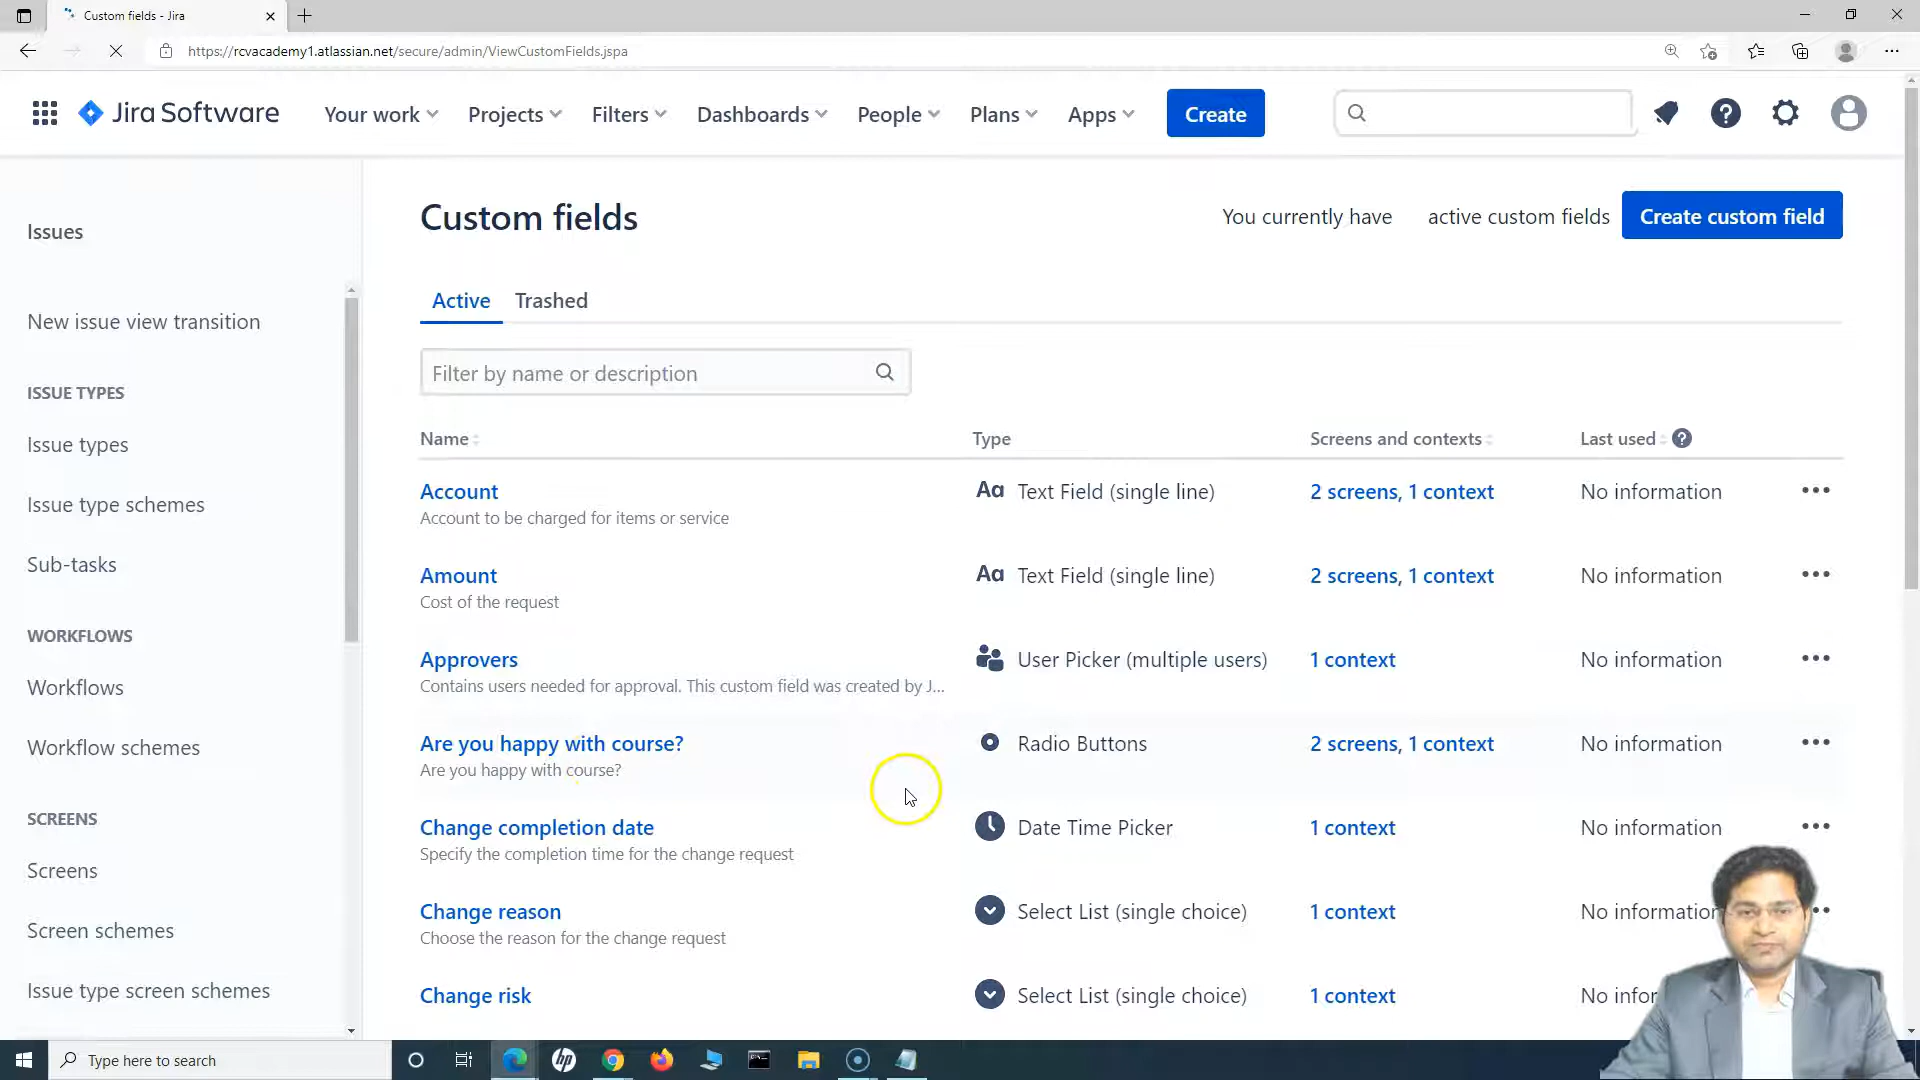 Custom fields - Jira
https://rcvacademy1.atlassian.net/secure/admin/ViewCustomFields.jspa
Jira Software
Your work
Projects
Filters
Dashboards
People
Plans
Apps
Create
Issues
New issue view transition
ISSUE TYPES
Issue types
Issue type schemes
Sub-tasks
WORKFLOWS
Workflows
Workflow schemes
SCREENS
Screens
Screen schemes
Issue type screen schemes
Custom fields
You currently have active custom fields
Create custom field
Active
Trashed
Filter by name or description
Name Type Screens and contexts Last used
Account Aa Text Field (single line) 2 screens, 1 context No information
Account to be charged for items or service
Amount Aa Text Field (single line) 2 screens, 1 context No information
Cost of the request
Approvers User Picker (multiple users) 1 context No information
Contains users needed for approval. This custom field was created by J...
Are you happy with course? Radio Buttons 2 screens, 1 context No information
Are you happy with course?
Change completion date Date Time Picker 1 context No information
Specify the completion time for the change request
Change reason Select List (single choice) 1 context No information
Choose the reason for the change request
Change risk Select List (single choice) 1 context No infor
Type here to search
hp